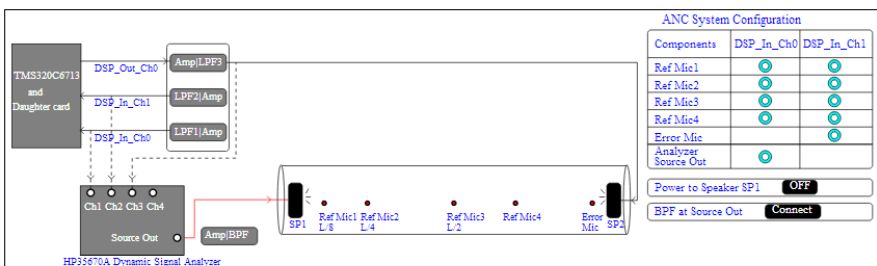 ANC System Configuration
Components DSP_In_Ch0 DSP_In_Ch1
Ref Mic1
Ref Mic2
Ref Mic3
Ref Mic4
Error Mic
Analyzer
Source Out
Power to Speaker SP1 OFF
BPF at Source Out Connect
TMS320C6713
and
Daughter card
DSP_Out_Ch0
DSP_In_Ch1
DSP_In_Ch0
Amp|LPF3
LPF2|Amp
LPF1|Amp
Ch1 Ch2 Ch3 Ch4
Source Out
HP35670A Dynamic Signal Analyzer
Amp|BPF
SP1
Ref Mic1
L/8
Ref Mic2
L/4
Ref Mic3
L/2
Ref Mic4
Error
Mic
SP2